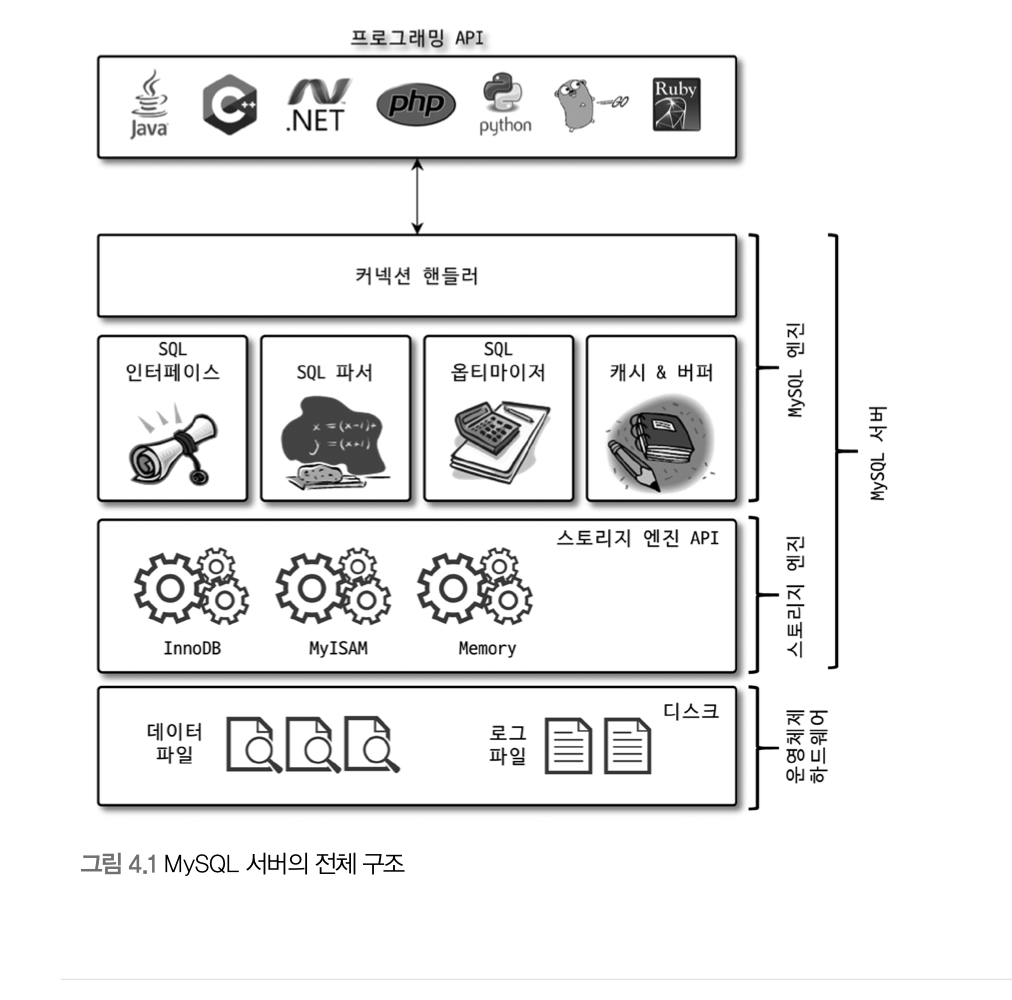 프로그래밍 API
Java
C++
.NET
php
python
GO
Ruby
커넥션 핸들러
SQL
인터페이스
SQL 파서
SQL
옵티마이저
캐시 & 버퍼
MySQL 엔진
MySQL 서버
스토리지 엔진 API
InnoDB
MyISAM
Memory
스토리지 엔진
디스크
데이터
파일
로그
파일
운영체제
하드웨어
그림 4.1 MySQL 서버의 전체 구조